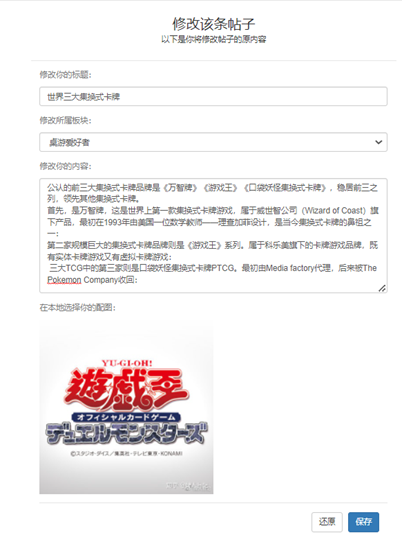 修改该条帖子
以下是你将修改帖子的原内容
修改你的标题:
世界三大集换式卡牌
修改所属板块:
桌游爱好者
修改你的内容:
公认的前三大集换式卡牌品牌是《万智牌》《游戏王》《口袋妖怪集换式卡牌》，稳居前三之
列，领先其他集换式卡牌。
首先，是万智牌，这是世界上第一款集换式卡牌游戏，属于威世智公司（Wizard of Coast）旗
下产品，最初在1993年由美国一位数学教师——理查加菲设计，是当今集换式卡牌的鼻祖之
一；
第二家规模巨大的集换式卡牌品牌则是《游戏王》系列。属于科乐美旗下的卡牌游戏品牌，既
有实体卡牌游戏又有虚拟卡牌游戏；
三大TCG中的第三家则是口袋妖怪集换式卡牌PTCG。最初由Media factory代理，后来被The
Pokemon Company收回；
在本地选择你的配图:
YU-GI-OH!
遊戯王
オフィシャルカードゲーム
デュエルモンスターズ
©スタジオ・ダイス／集英社・テレビ東京・KONAMI
还原
保存